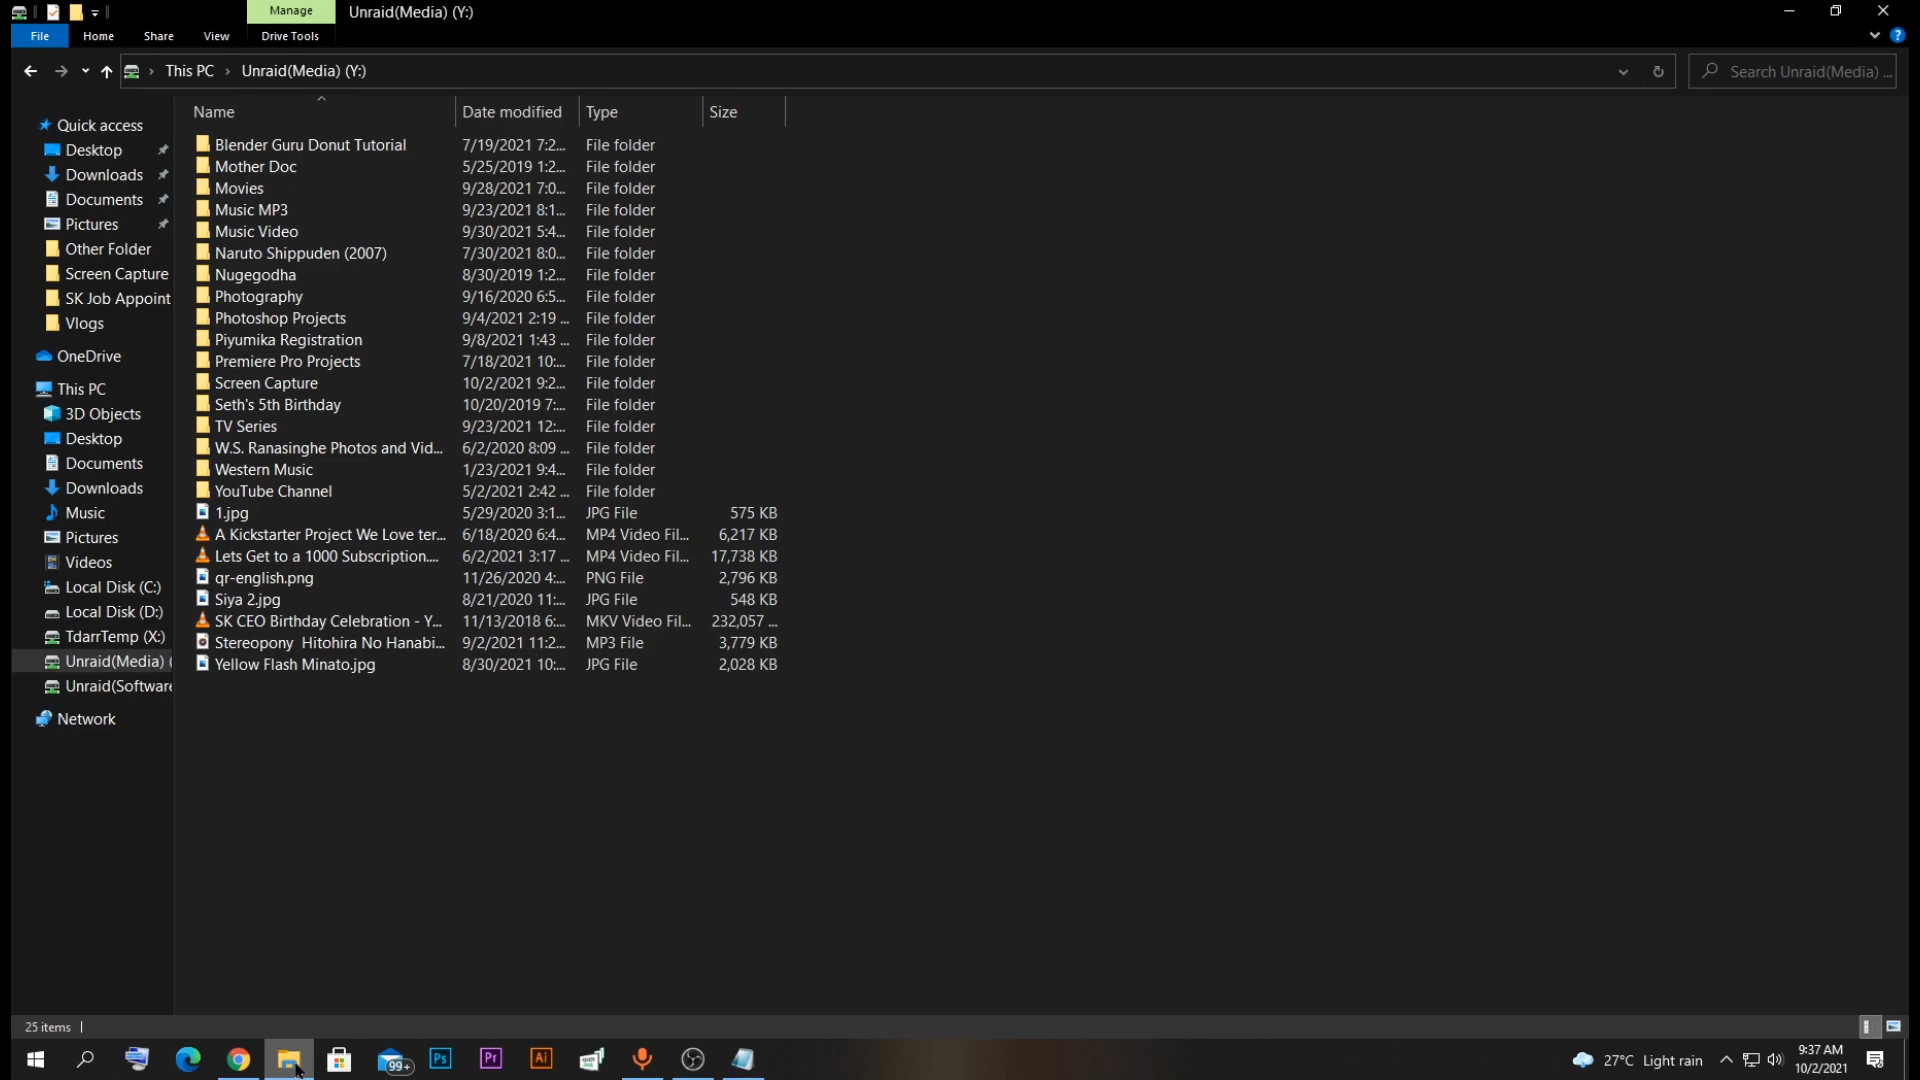 Manage Unraid(Media) (Y:)
File Home Share View Drive Tools
This PC › Unraid(Media) (Y:) Search Unraid(Media) ...
Name Date modified Type Size
Quick access
Desktop
Downloads
Documents
Pictures
Other Folder
Screen Capture
SK Job Appoint
Vlogs
OneDrive
This PC
3D Objects
Desktop
Documents
Downloads
Music
Pictures
Videos
Local Disk (C:)
Local Disk (D:)
TdarrTemp (X:)
Unraid(Media) (
Unraid(Software
Network
Blender Guru Donut Tutorial 7/19/2021 7:2... File folder
Mother Doc 5/25/2019 1:2... File folder
Movies 9/28/2021 7:0... File folder
Music MP3 9/23/2021 8:1... File folder
Music Video 9/30/2021 5:4... File folder
Naruto Shippuden (2007) 7/30/2021 8:0... File folder
Nugegodha 8/30/2019 1:2... File folder
Photography 9/16/2020 6:5... File folder
Photoshop Projects 9/4/2021 2:19 ... File folder
Piyumika Registration 9/8/2021 1:43 ... File folder
Premiere Pro Projects 7/18/2021 10:... File folder
Screen Capture 10/2/2021 9:2... File folder
Seth's 5th Birthday 10/20/2019 7:... File folder
TV Series 9/23/2021 12:... File folder
W.S. Ranasinghe Photos and Vid... 6/2/2020 8:09 ... File folder
Western Music 1/23/2021 9:4... File folder
YouTube Channel 5/2/2021 2:42 ... File folder
1.jpg 5/29/2020 3:1... JPG File 575 KB
A Kickstarter Project We Love ter... 6/18/2020 6:4... MP4 Video Fil... 6,217 KB
Lets Get to a 1000 Subscription.... 6/2/2021 3:17 ... MP4 Video Fil... 17,738 KB
qr-english.png 11/26/2020 4:... PNG File 2,796 KB
Siya 2.jpg 8/21/2020 11:... JPG File 548 KB
SK CEO Birthday Celebration - Y... 11/13/2018 6:... MKV Video Fil... 232,057 ...
Stereopony Hitohira No Hanabi... 9/2/2021 11:2... MP3 File 3,779 KB
Yellow Flash Minato.jpg 8/30/2021 10:... JPG File 2,028 KB
25 items
99+ Ps Pr Ai 27°C Light rain 9:37 AM
10/2/2021